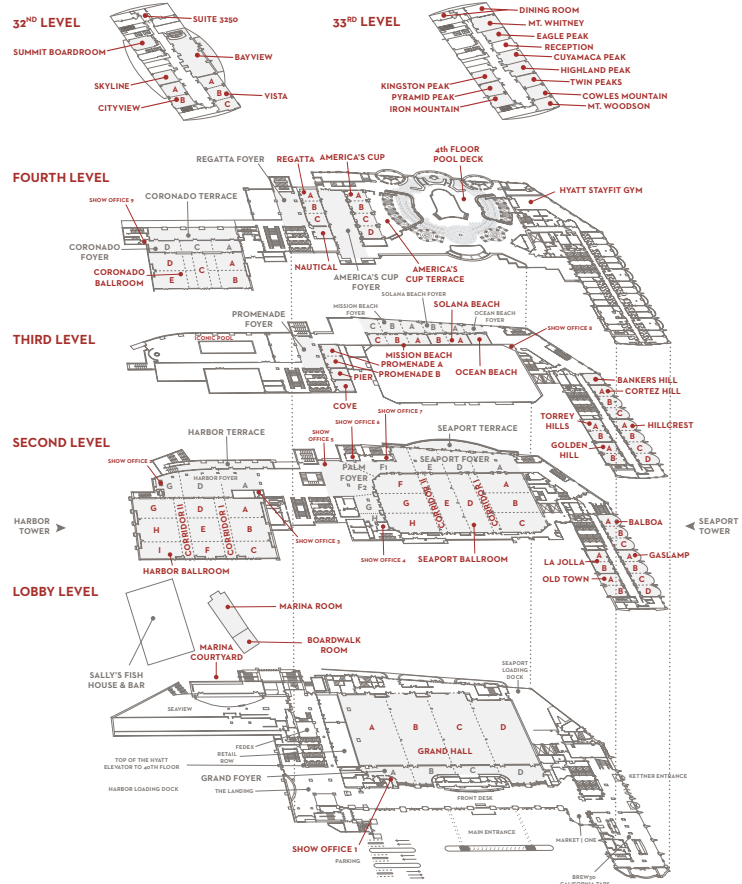 32ND LEVEL
SUITE 3250
SUMMIT BOARDROOM
BAYVIEW
SKYLINE
A
B
A
B
C
CITYVIEW
VISTA
33RD LEVEL
DINING ROOM
MT. WHITNEY
EAGLE PEAK
RECEPTION
CUYAMACA PEAK
HIGHLAND PEAK
TWIN PEAKS
COWLES MOUNTAIN
MT. WOODSON
KINGSTON PEAK
PYRAMID PEAK
IRON MOUNTAIN
FOURTH LEVEL
REGATTA FOYER
REGATTA
AMERICA'S CUP
4th FLOOR
POOL DECK
HYATT STAYFIT GYM
SHOW OFFICE 9
CORONADO TERRACE
A
B
C
A
B
C
D
CORONADO
FOYER
D
C
A
D
C
A
E
B
CORONADO
BALLROOM
NAUTICAL
AMERICA'S CUP
FOYER
AMERICA'S
CUP TERRACE
THIRD LEVEL
PROMENADE
FOYER
ICONIC POOL
MISSION BEACH
FOYER
SOLANA BEACH FOYER
SOLANA BEACH
OCEAN BEACH
FOYER
SHOW OFFICE 8
C B A B A
C B A B A
MISSION BEACH
PROMENADE A
PROMENADE B
OCEAN BEACH
PIER
COVE
BANKERS HILL
CORTEZ HILL
A
B
C
TORREY
HILLS
A
B
HILLCREST
A
B
C
D
GOLDEN
HILL
A
B
SECOND LEVEL
HARBOR TERRACE
SHOW OFFICE 5
SHOW OFFICE 6
SHOW OFFICE 7
SEAPORT TERRACE
SHOW OFFICE 2
HARBOR FOYER
G
D
A
PALM
FOYER
F1
F2
SEAPORT FOYER
E
D
A
G
H
G D A
H E B
I F C
CORRIDOR II
CORRIDOR I
HARBOR BALLROOM
SHOW OFFICE 3
F
G
H
E
D
A
B
C
CORRIDOR II
CORRIDOR I
SHOW OFFICE 4
SEAPORT BALLROOM
HARBOR
TOWER
SEAPORT
TOWER
BALBOA
A
B
C
LA JOLLA
A
B
GASLAMP
A
B
C
D
OLD TOWN
A
B
LOBBY LEVEL
MARINA ROOM
BOARDWALK
ROOM
MARINA
COURTYARD
SALLY'S FISH
HOUSE & BAR
SEAPORT
LOADING
DOCK
SEAVIEW
A B C D
GRAND HALL
FEDEX
RETAIL
ROW
TOP OF THE HYATT
ELEVATOR TO 40TH FLOOR
GRAND FOYER
A B C D
HARBOR LOADING DOCK
THE LANDING
FRONT DESK
KETTNER ENTRANCE
MAIN ENTRANCE
SHOW OFFICE 1
PARKING
MARKET | ONE
BREW30
CALIFORNIA TAPS